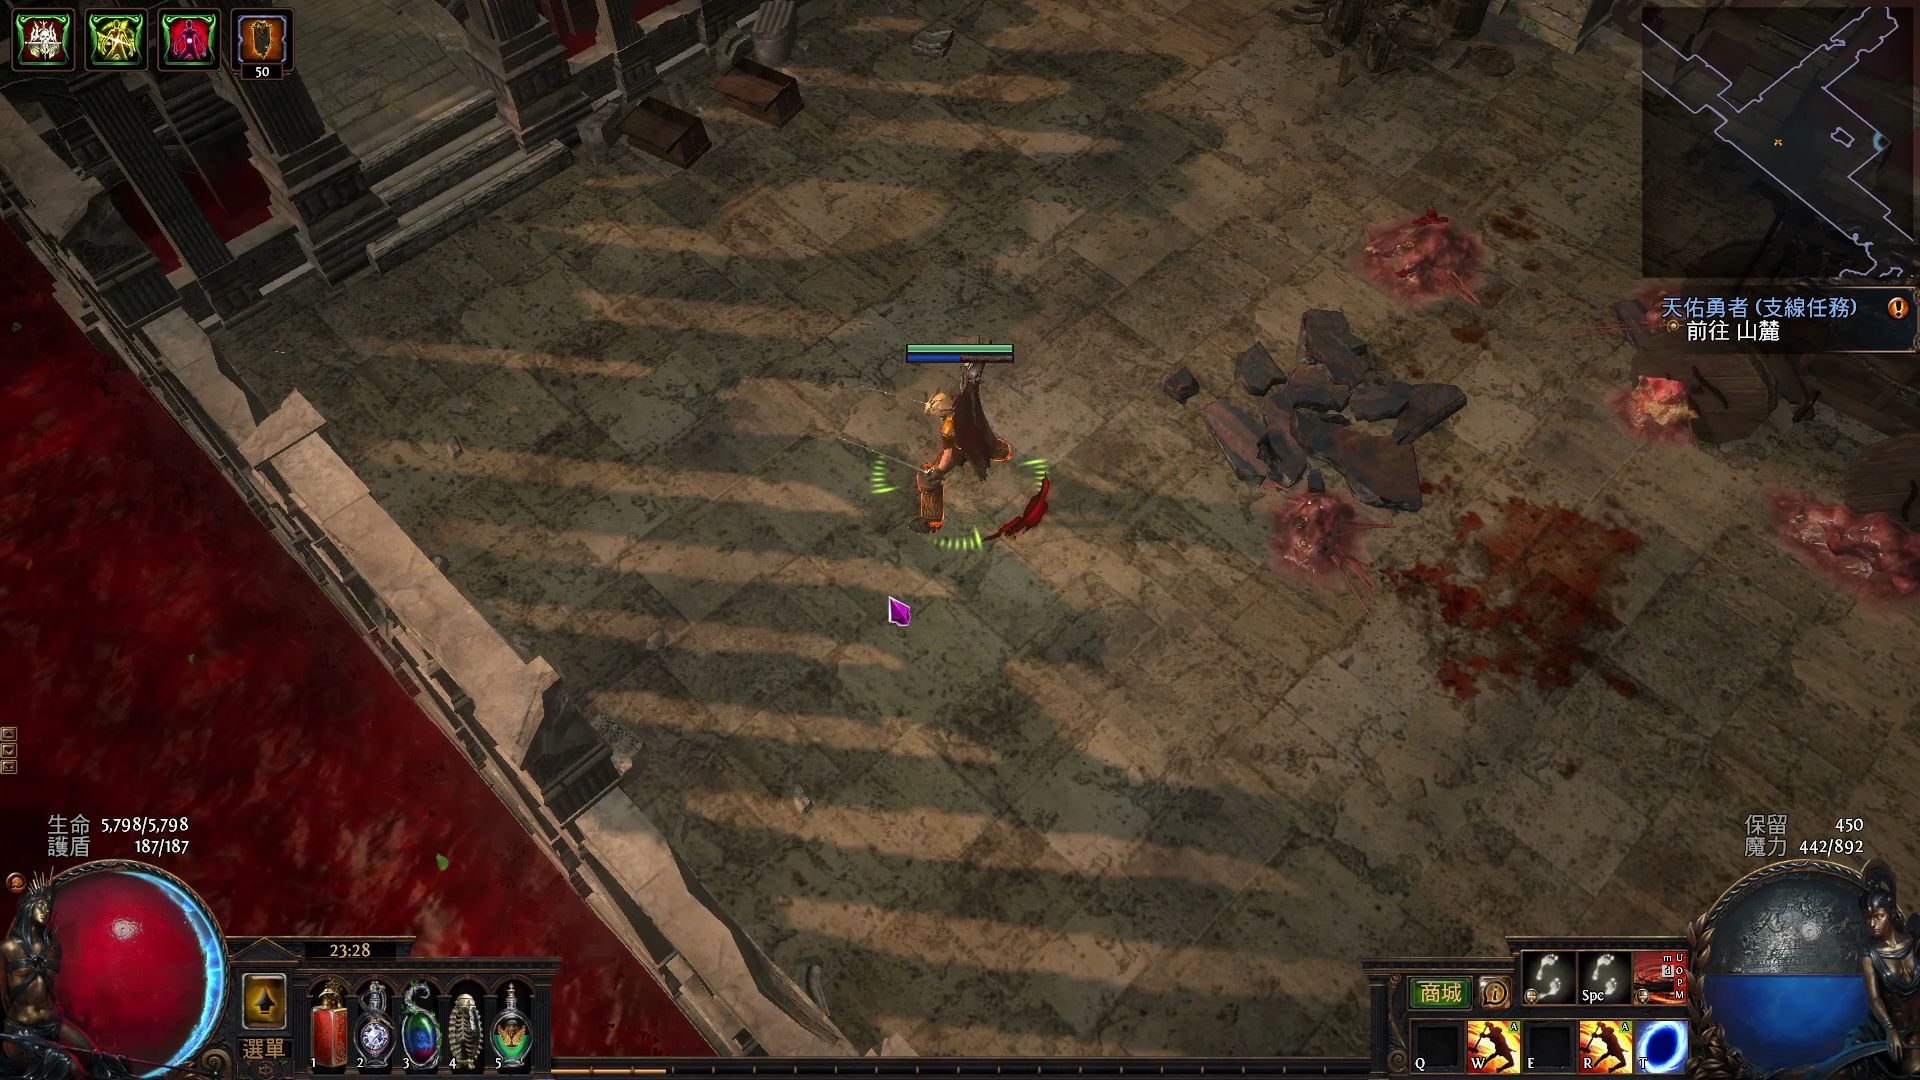 50
天佑勇者 (支線任務)
前往 山麓
生命 5,798/5,798
護盾 187/187
保留 450
魔力 442/892
23:28
選單
1 2 3 4 5
商城
Spc
m U
d O
P
M
Q W A E R A T